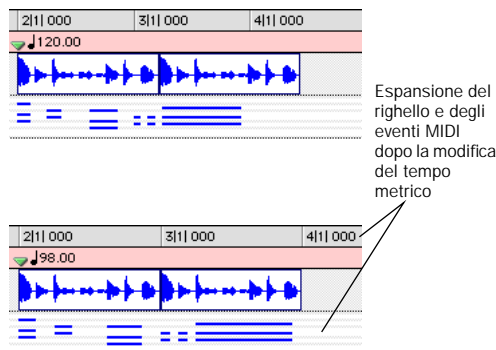 2|1| 000 3|1| 000 4|1| 000
♩120.00
Espansione del
righello e degli
eventi MIDI
dopo la modifica
del tempo
metrico
2|1| 000 3|1| 000 4|1| 000
♩98.00